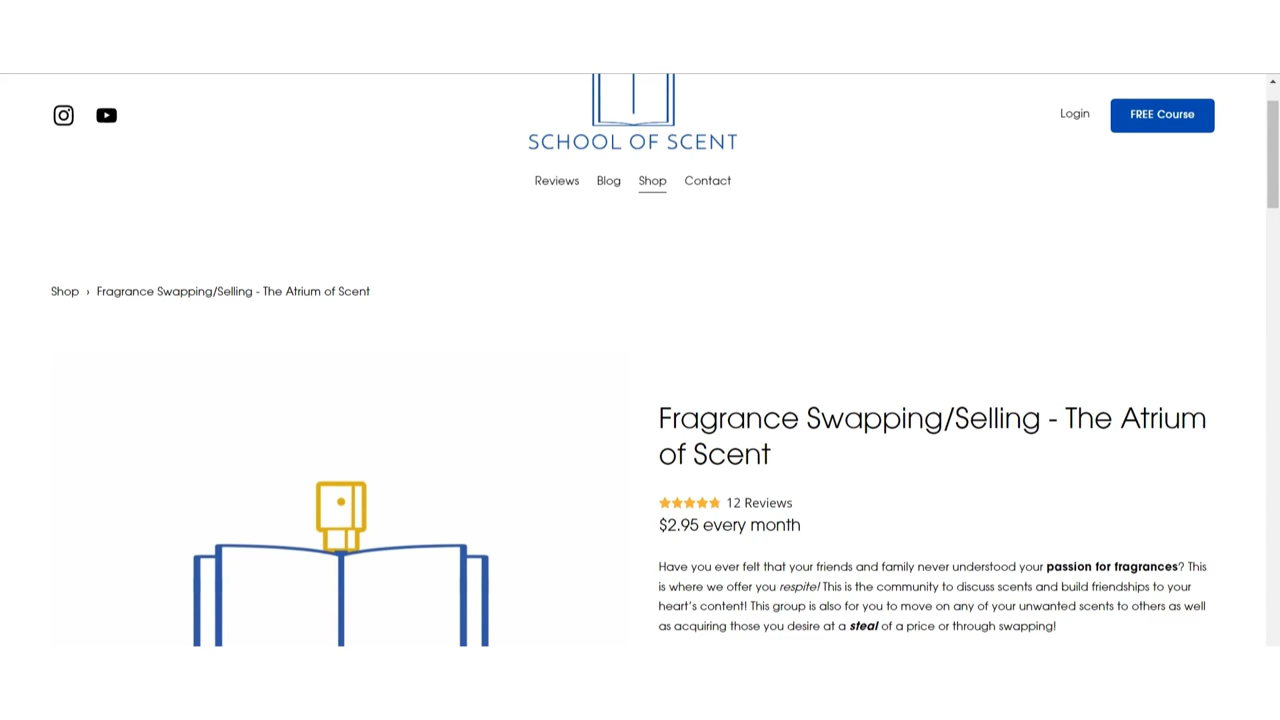 SCHOOL OF SCENT
Login
FREE Course
Reviews Blog Shop Contact
Shop › Fragrance Swapping/Selling - The Atrium of Scent
Fragrance Swapping/Selling - The Atrium
of Scent
12 Reviews
$2.95 every month
Have you ever felt that your friends and family never understood your passion for fragrances? This
is where we offer you respite! This is the community to discuss scents and build friendships to your
heart's content! This group is also for you to move on any of your unwanted scents to others as well
as acquiring those you desire at a steal of a price or through swapping!